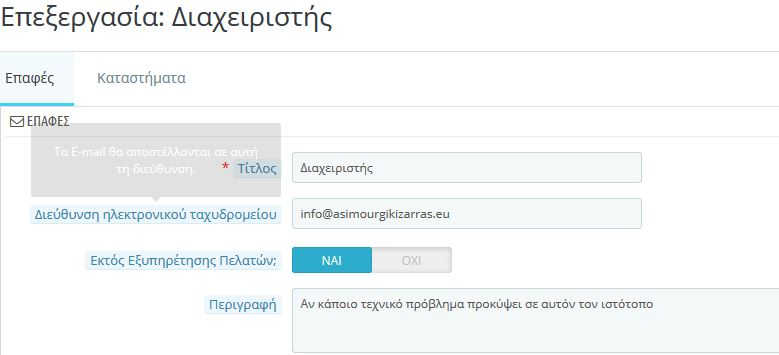 Επεξεργασία: Διαχειριστής
Επαφές Καταστήματα
ΕΠΑΦΕΣ
Τα E-mail θα αποστέλλονται σε αυτή
τη διεύθυνση.
* Τίτλος Διαχειριστής
Διεύθυνση ηλεκτρονικού ταχυδρομείου info@asimourgikizarras.eu
Εκτός Εξυπηρέτησης Πελατών; ΝΑΙ ΟΧΙ
Περιγραφή Αν κάποιο τεχνικό πρόβλημα προκύψει σε αυτόν τον ιστότοπο